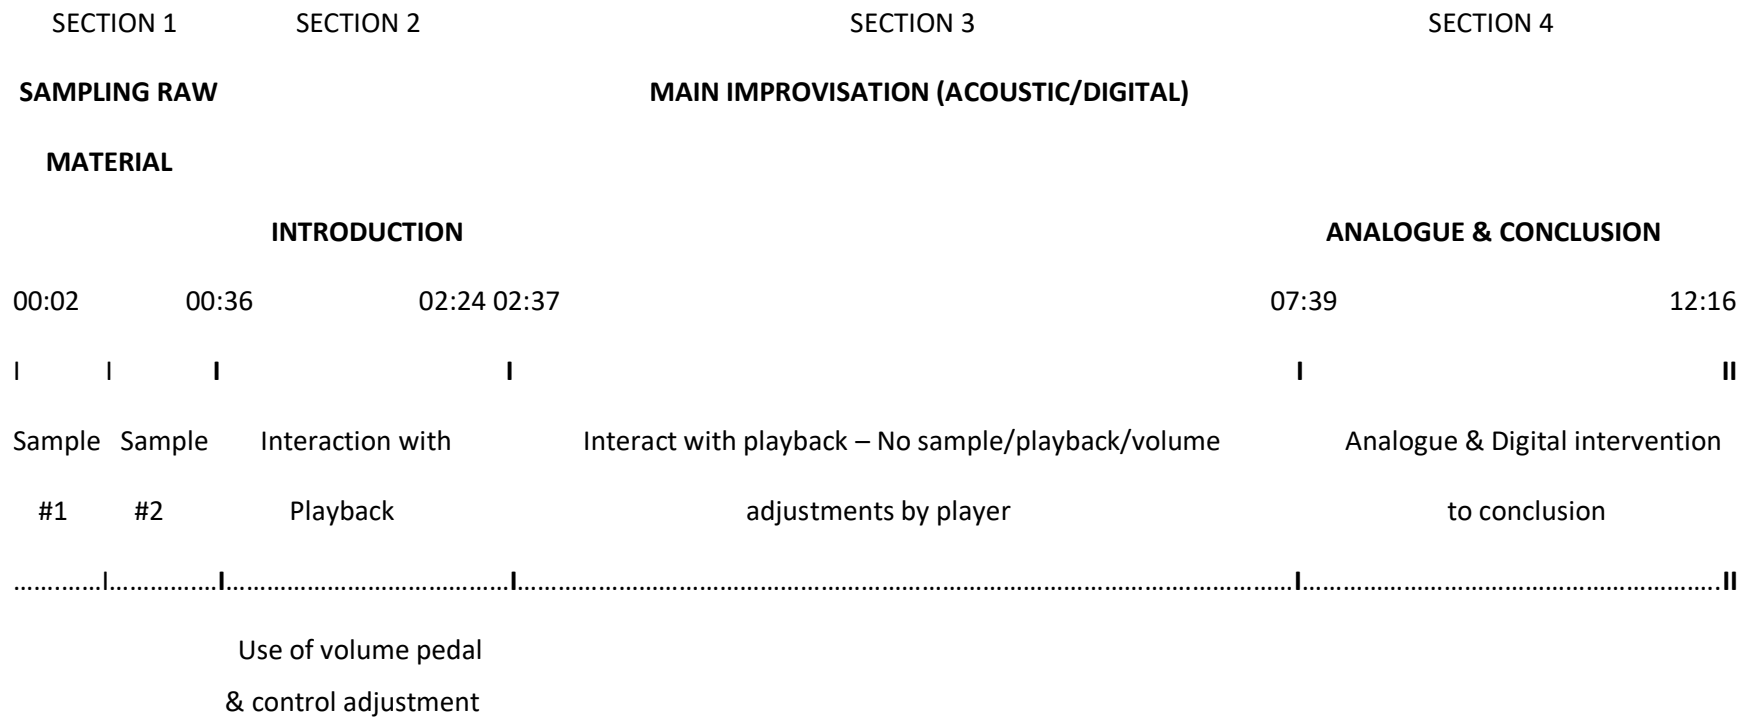 SECTION 1 SECTION 2 SECTION 3 SECTION 4
SAMPLING RAW MAIN IMPROVISATION (ACOUSTIC/DIGITAL)
MATERIAL
INTRODUCTION ANALOGUE & CONCLUSION
00:02 00:36 02:24 02:37 07:39 12:16
I I I I I II
Sample Sample Interaction with Interact with playback – No sample/playback/volume Analogue & Digital intervention
#1 #2 Playback adjustments by player to conclusion
.............I................I..........................................I..................................................................................................................I..............................................................II
Use of volume pedal
& control adjustment